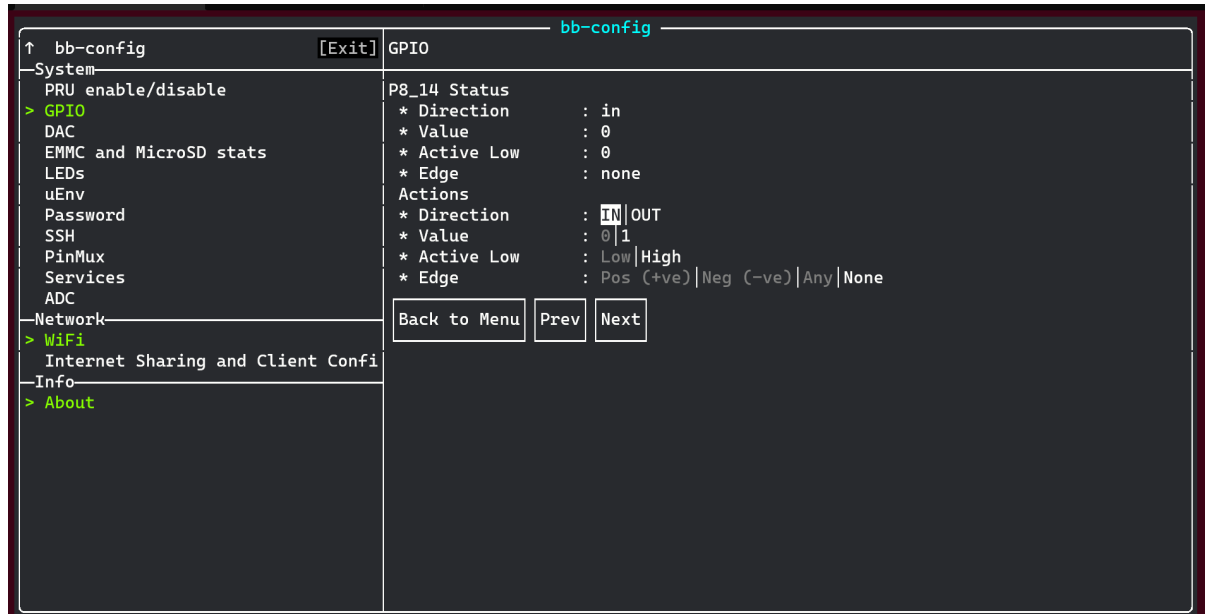 bb-config
↑ bb-config [Exit]
System
PRU enable/disable
> GPIO
DAC
EMMC and MicroSD stats
LEDs
uEnv
Password
SSH
PinMux
Services
ADC
Network
> WiFi
Internet Sharing and Client Confi
Info
> About
GPIO
P8_14 Status
* Direction : in
* Value : 0
* Active Low : 0
* Edge : none
Actions
* Direction : IN│OUT
* Value : 0│1
* Active Low : Low│High
* Edge : Pos (+ve)│Neg (-ve)│Any│None
Back to Menu Prev Next